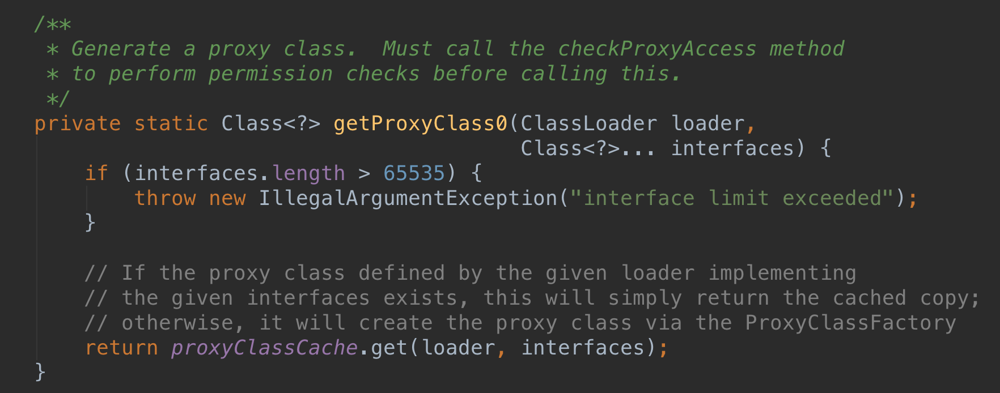 /**
 * Generate a proxy class.  Must call the checkProxyAccess method
 * to perform permission checks before calling this.
 */
private static Class<?> getProxyClass0(ClassLoader loader,
                                       Class<?>... interfaces) {
    if (interfaces.length > 65535) {
        throw new IllegalArgumentException("interface limit exceeded");
    }

    // If the proxy class defined by the given loader implementing
    // the given interfaces exists, this will simply return the cached copy;
    // otherwise, it will create the proxy class via the ProxyClassFactory
    return proxyClassCache.get(loader, interfaces);
}